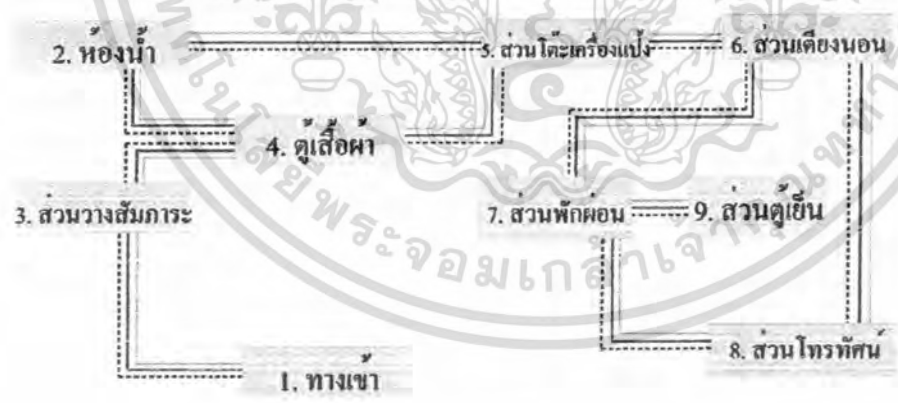 2. ห้องน้ำ
5. ส่วนโต๊ะเครื่องแป้ง
6. ส่วนเตียงนอน
4. ตู้เสื้อผ้า
3. ส่วนวางสัมภาระ
7. ส่วนพักผ่อน
9. ส่วนตู้เย็น
8. ส่วนโทรทัศน์
1. ทางเข้า